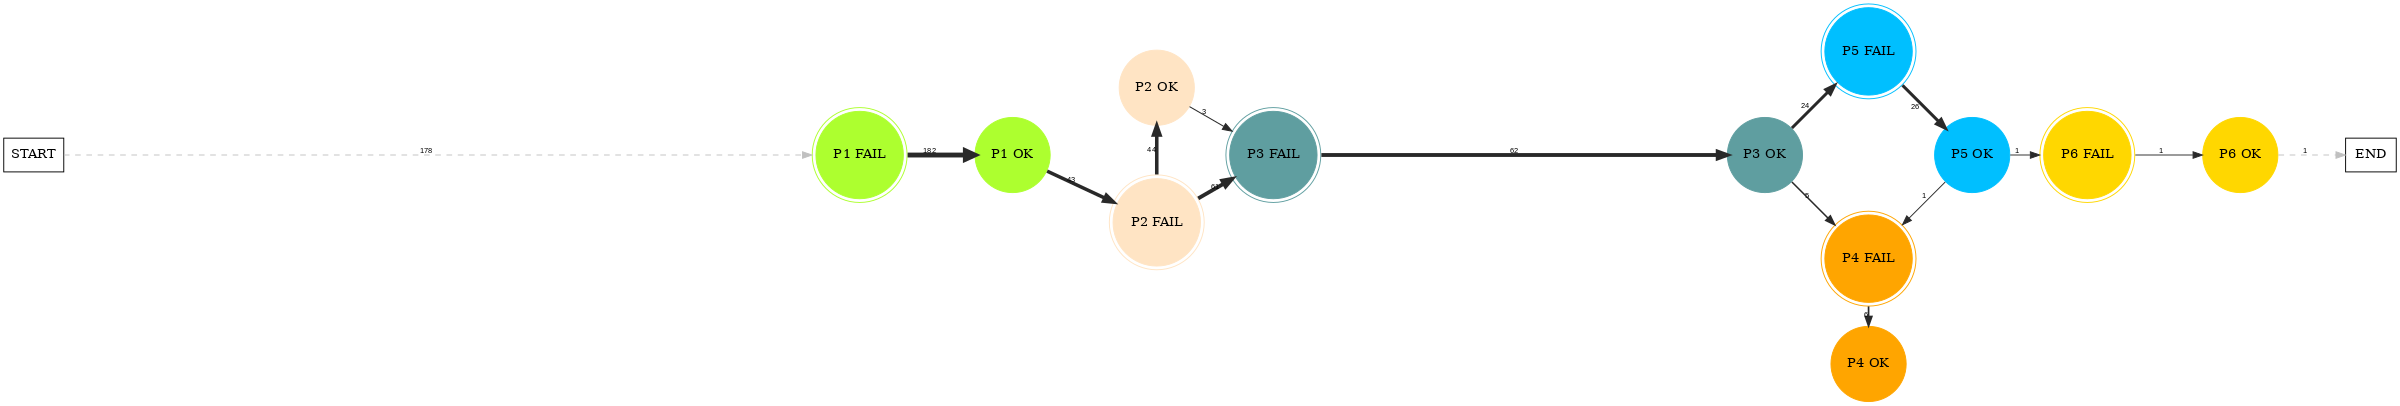 START
178
P1 FAIL
182
P1 OK
43
P2 FAIL
44
P2 OK
3
P3 FAIL
62
P3 OK
24
P5 FAIL
26
P5 OK
5
P4 FAIL
1
P4 OK
1
P6 FAIL
1
P6 OK
1
END